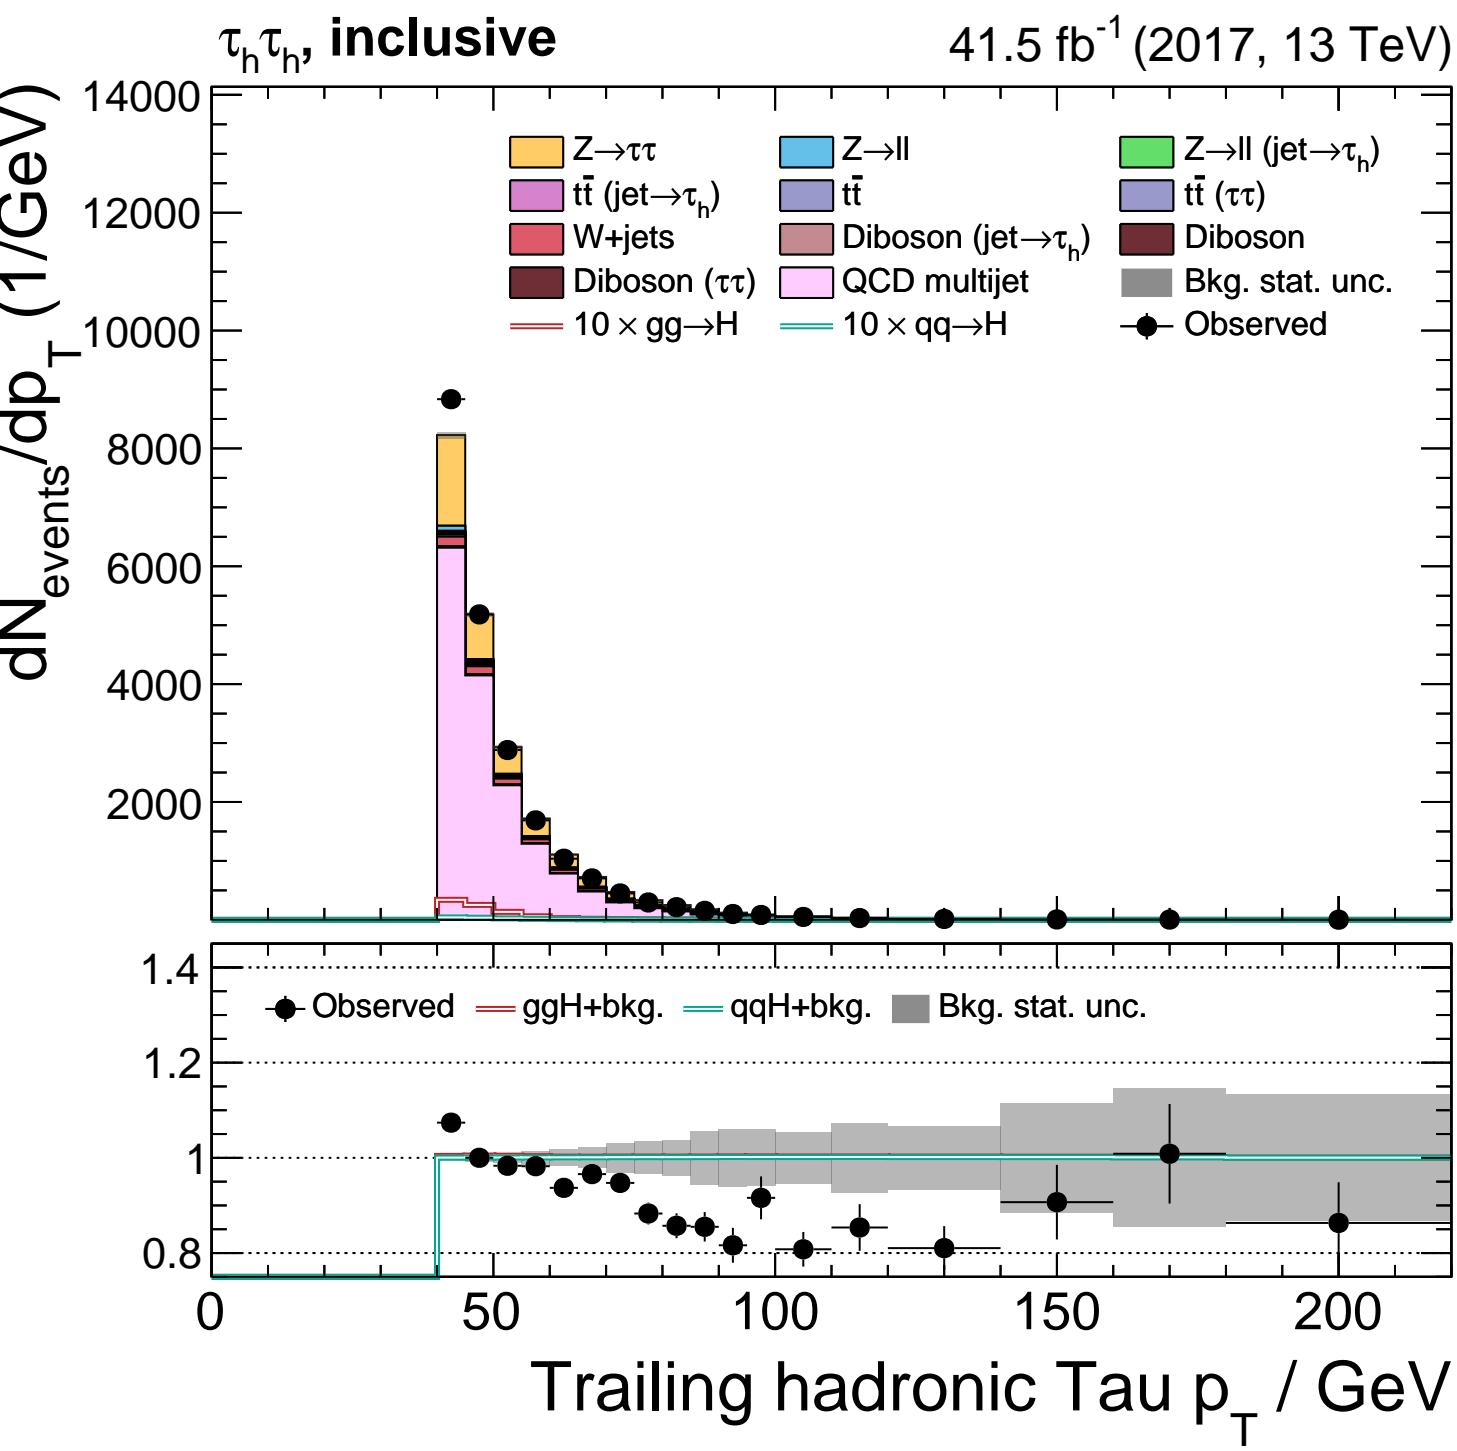 τhτh, inclusive 41.5 fb-1 (2017, 13 TeV)
dNevents/dpT (1/GeV)
14000
12000
10000
8000
6000
4000
2000
Z→ττ Z→ll Z→ll (jet→τh)
tt̄ (jet→τh) tt̄ tt̄ (ττ)
W+jets Diboson (jet→τh) Diboson
Diboson (ττ) QCD multijet Bkg. stat. unc.
10 × gg→H 10 × qq→H Observed
1.4
1.2
1
0.8
Observed ggH+bkg. qqH+bkg. Bkg. stat. unc.
0 50 100 150 200
Trailing hadronic Tau pT / GeV